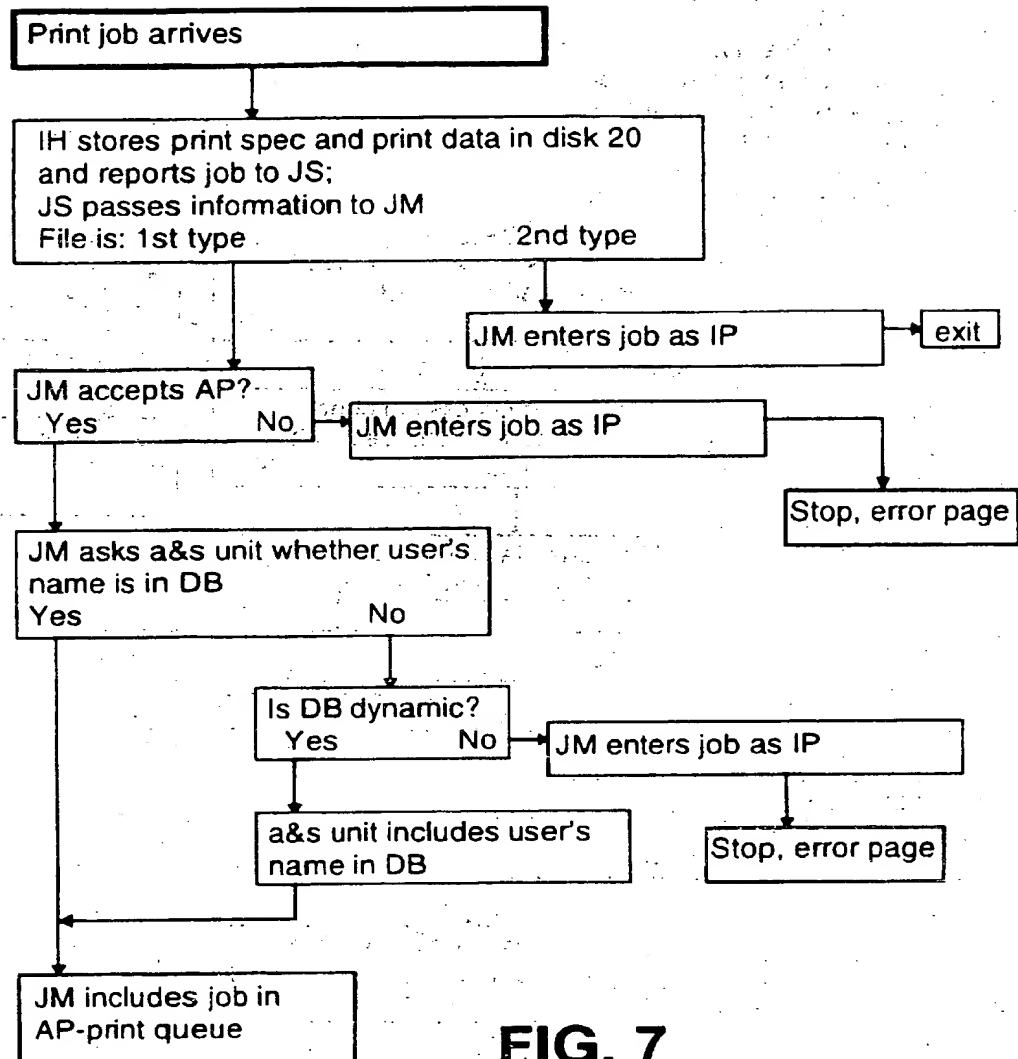 Print job arrives
IH stores print spec and print data in disk 20
and reports job to JS;
JS passes information to JM
File is: 1st type 2nd type
JM enters job as IP
exit
JM accepts AP?
Yes No
JM enters job as IP
Stop, error page
JM asks a&s unit whether user's
name is in DB
Yes No
Is DB dynamic?
Yes No
JM enters job as IP
a&s unit includes user's
name in DB
Stop, error page
JM includes job in
AP-print queue
FIG. 7